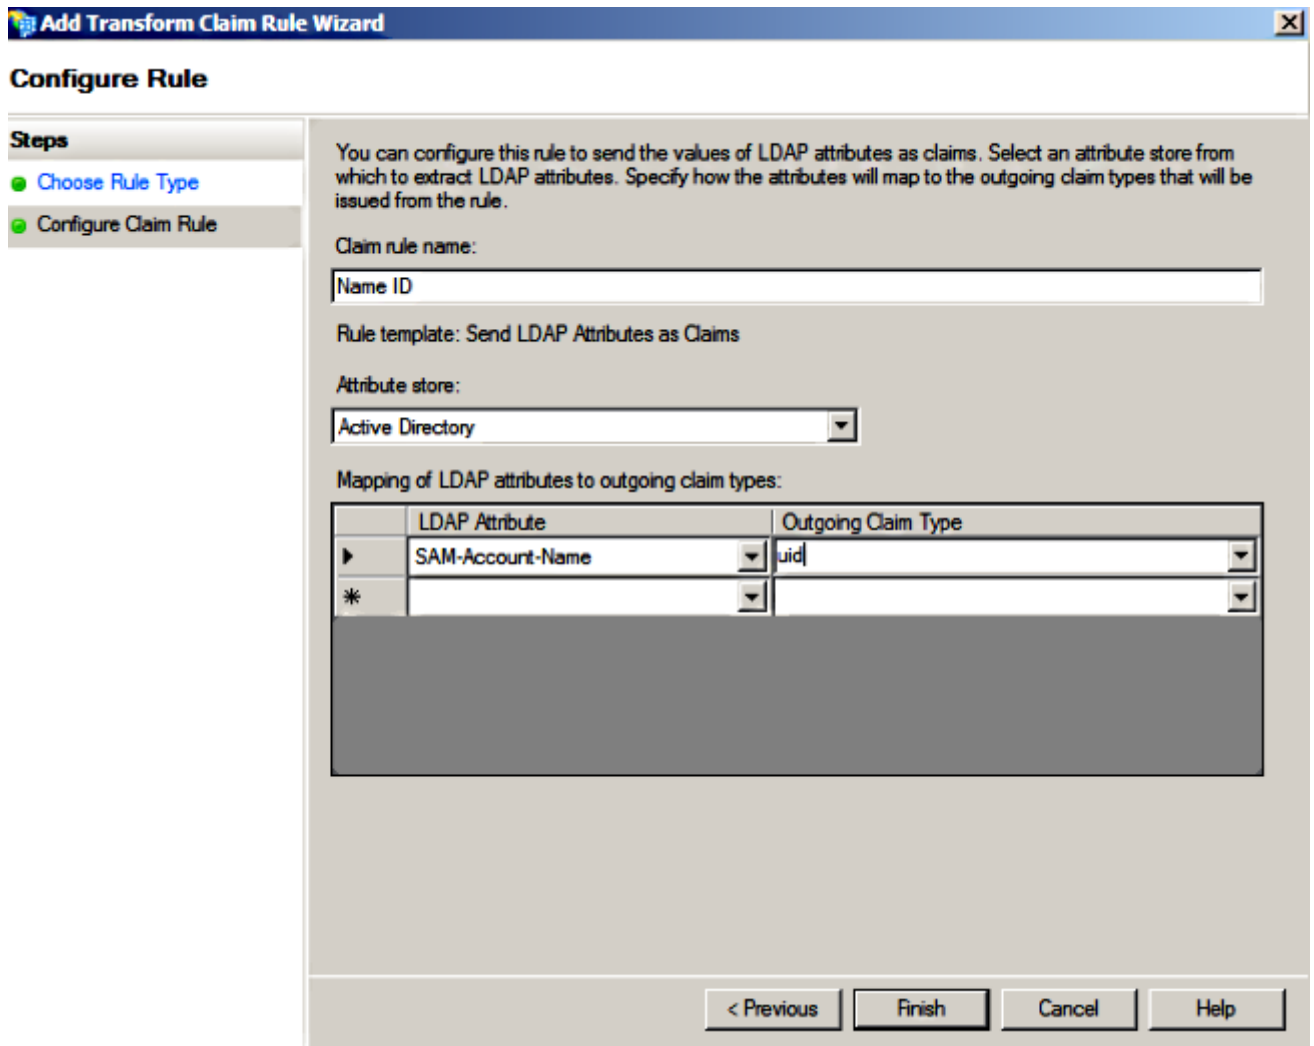 Add Transform Claim Rule Wizard
Configure Rule
Steps
Choose Rule Type
Configure Claim Rule
You can configure this rule to send the values of LDAP attributes as claims. Select an attribute store from
which to extract LDAP attributes. Specify how the attributes will map to the outgoing claim types that will be
issued from the rule.
Claim rule name:
Name ID
Rule template: Send LDAP Attributes as Claims
Attribute store:
Active Directory
Mapping of LDAP attributes to outgoing claim types:
LDAP Attribute Outgoing Claim Type
SAM-Account-Name uid
< Previous Finish Cancel Help